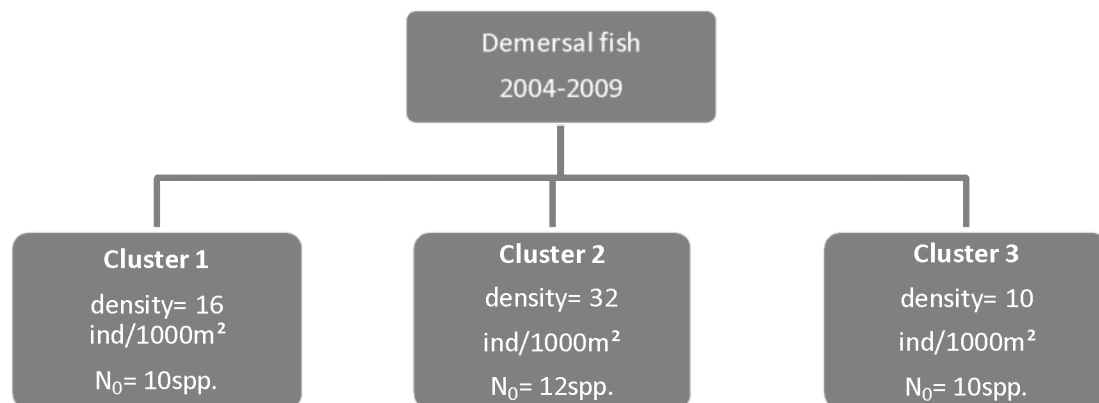 Demersal fish
2004-2009
Cluster 1
density= 16
ind/1000m²
N₀= 10spp.
Cluster 2
density= 32
ind/1000m²
N₀= 12spp.
Cluster 3
density= 10
ind/1000m²
N₀= 10spp.